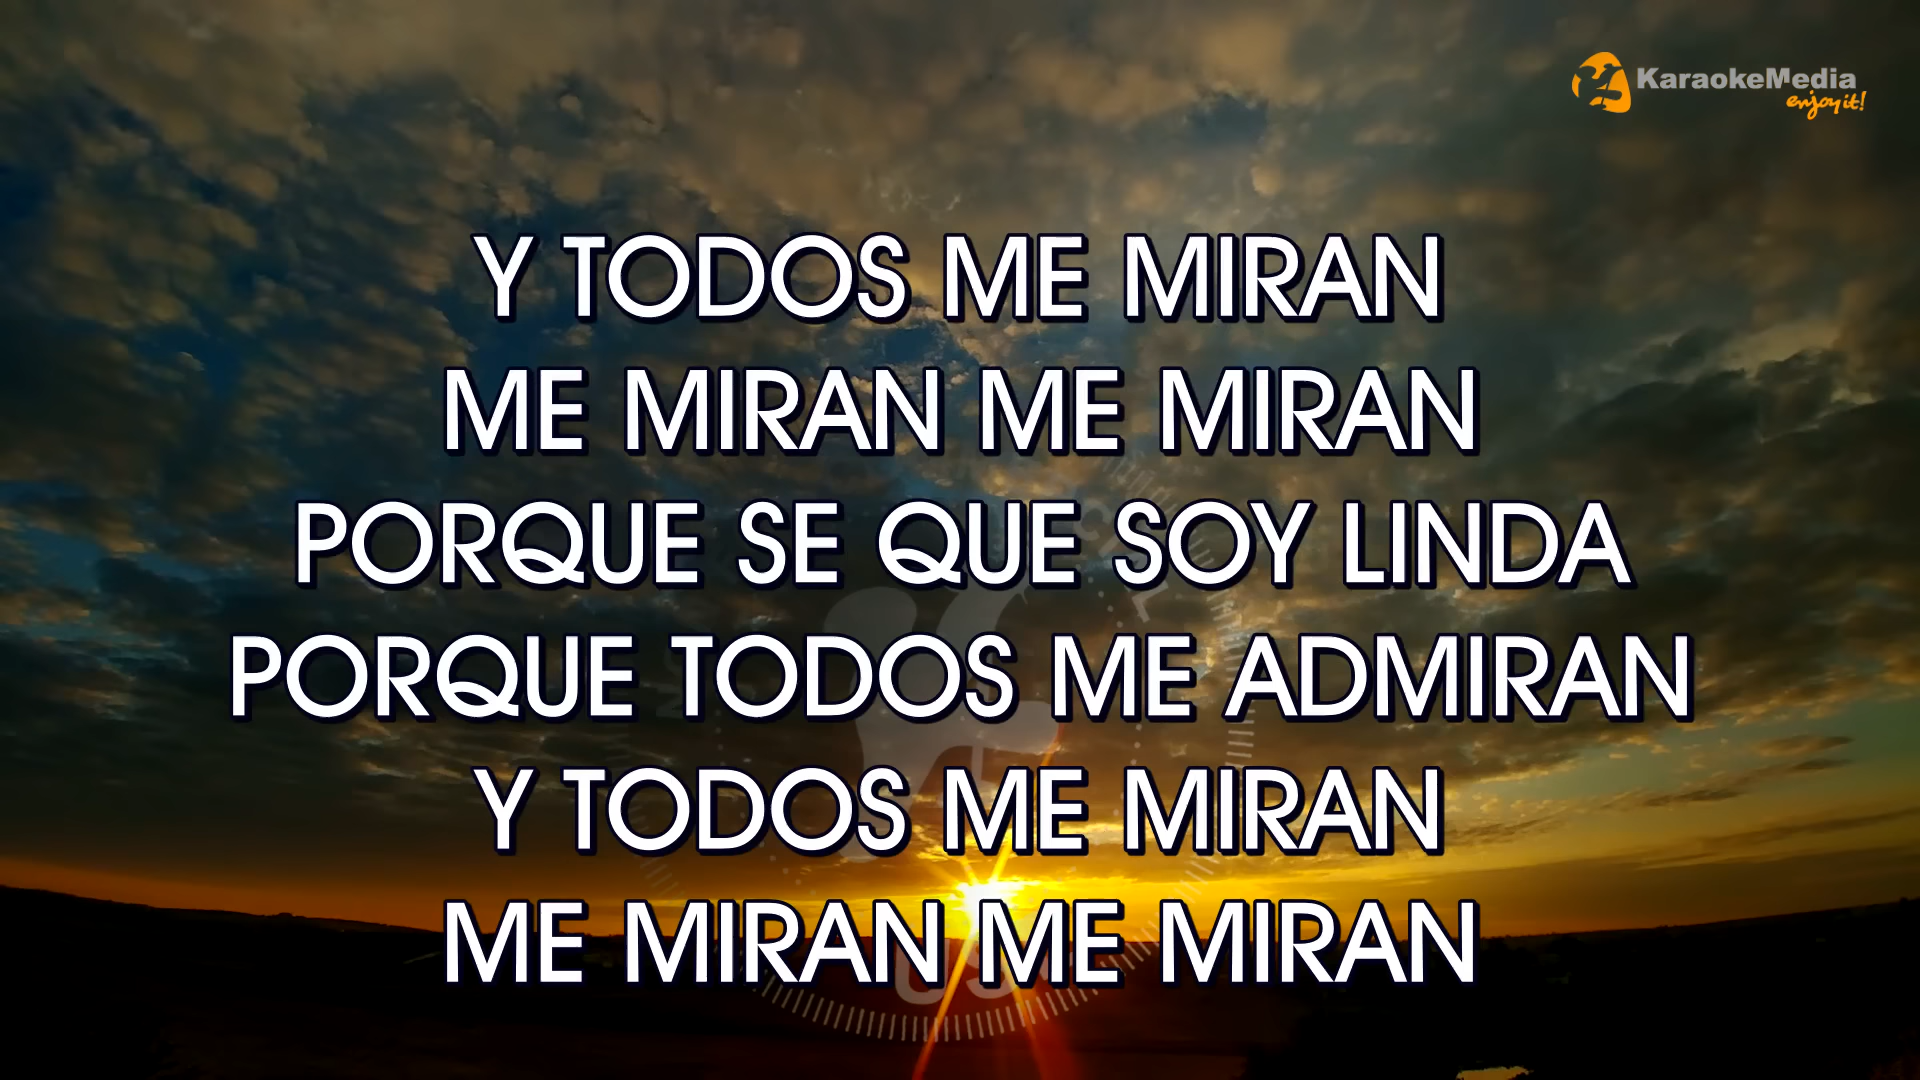 KaraokeMedia
enjoy it!
Y TODOS ME MIRAN
ME MIRAN ME MIRAN
PORQUE SE QUE SOY LINDA
PORQUE TODOS ME ADMIRAN
Y TODOS ME MIRAN
ME MIRAN ME MIRAN